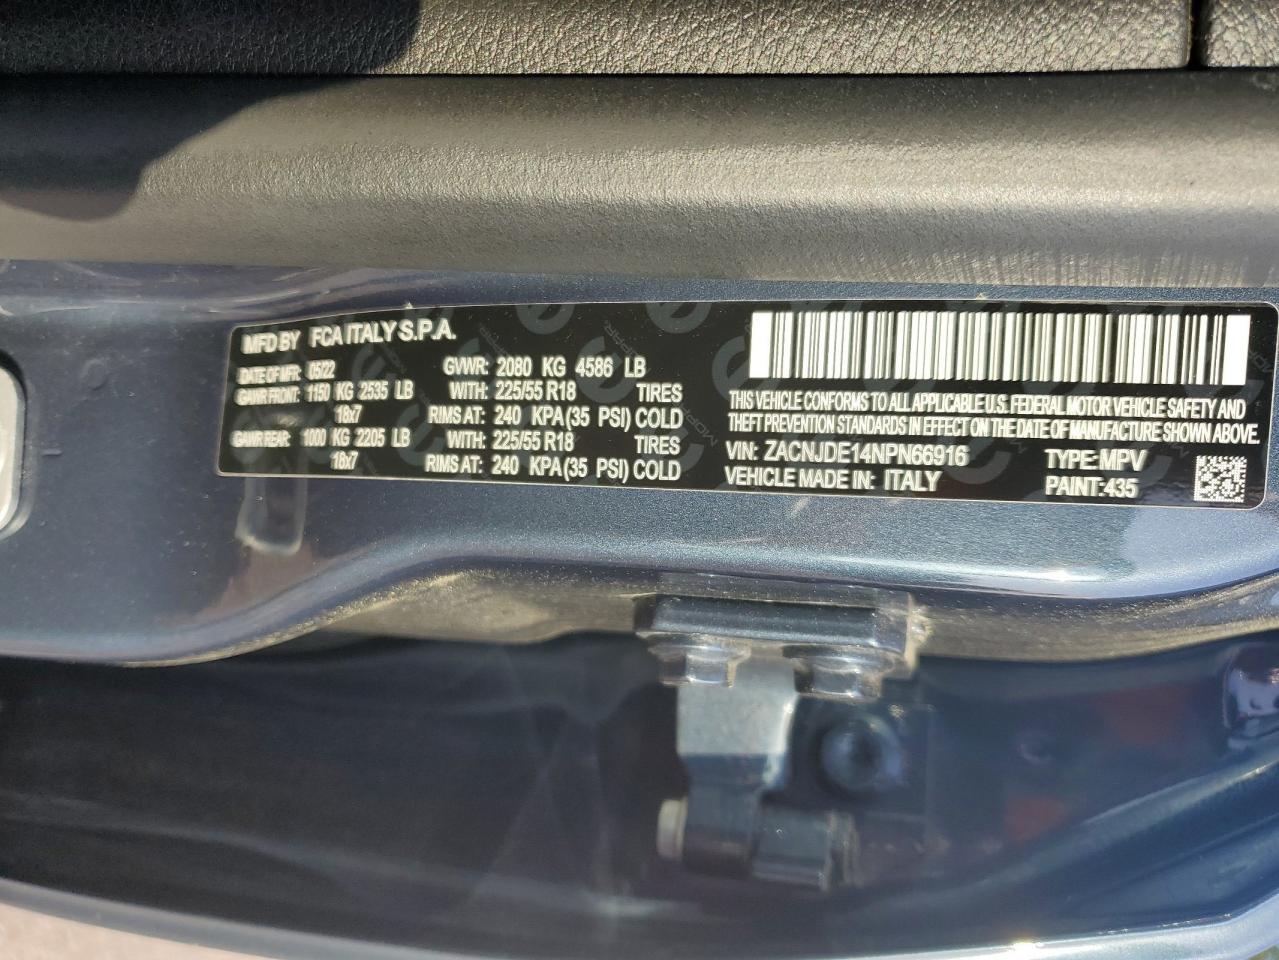 MFD BY FCA ITALY S.P.A.
DATE OF MFR: 05/22 GVWR: 2080 KG 4586 LB
GAWR FRONT: 1150 KG 2535 LB WITH: 225/55 R18 TIRES
18x7 RIMS AT: 240 KPA(35 PSI) COLD
GAWR REAR: 1000 KG 2205 LB WITH: 225/55 R18 TIRES
18x7 RIMS AT: 240 KPA(35 PSI) COLD
THIS VEHICLE CONFORMS TO ALL APPLICABLE U.S. FEDERAL MOTOR VEHICLE SAFETY AND
THEFT PREVENTION STANDARDS IN EFFECT ON THE DATE OF MANUFACTURE SHOWN ABOVE.
VIN: ZACNJDE14NPN66916 TYPE:MPV
VEHICLE MADE IN: ITALY PAINT:435